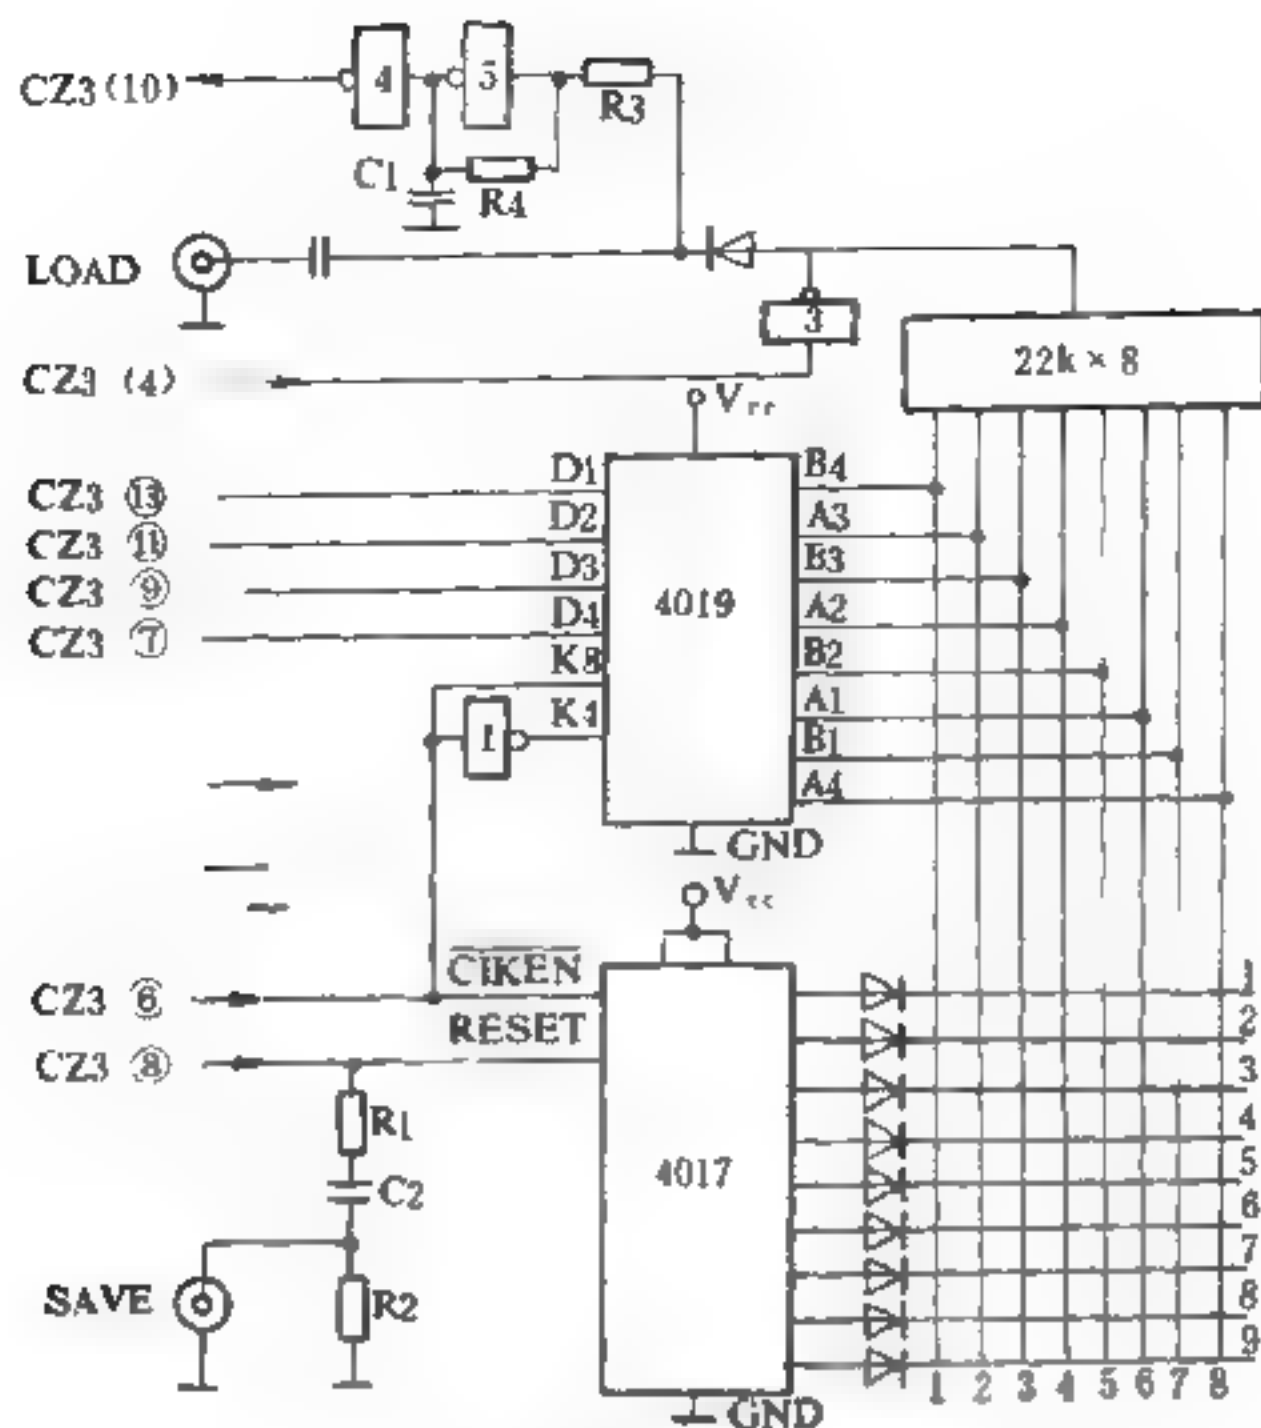 CZ3 (10)
4
5
R3
C1
R4
LOAD
3
22k × 8
CZ3 (4)
D1
B4
CZ3 ⑬
D2
A3
CZ3 ⑪
D3
B3
CZ3 ⑨
4019
D4
A2
CZ3 ⑦
K8
B2
K4
1
A1
B1
A4
GND
CIKEN
CZ3 ⑥
RESET
CZ3 ⑧
R1
C2
4017
SAVE
R2
GND
1
2
3
4
5
6
7
8
9
1 2 3 4 5 6 7 8